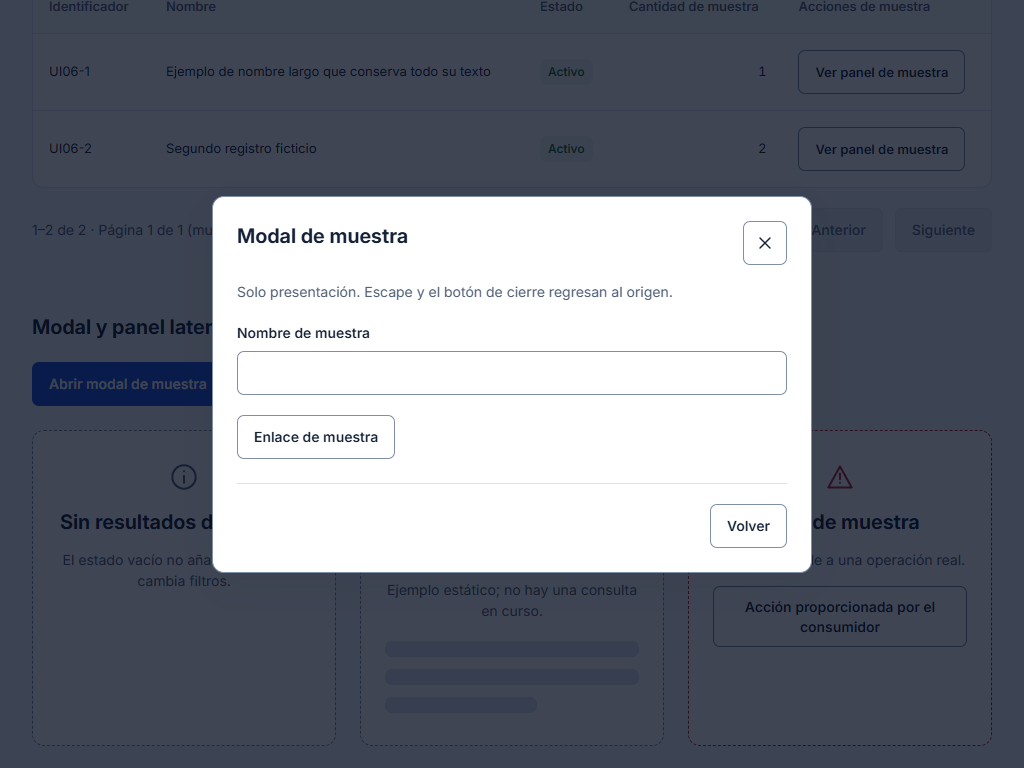 Identificador Nombre Estado Cantidad de muestra Acciones de muestra
UI06-1 Ejemplo de nombre largo que conserva todo su texto Activo 1 Ver panel de muestra
UI06-2 Segundo registro ficticio Activo 2 Ver panel de muestra
1–2 de 2 · Página 1 de 1 (mu
Anterior Siguiente
Modal de muestra
Solo presentación. Escape y el botón de cierre regresan al origen.
Nombre de muestra
Enlace de muestra
Volver
Modal y panel later
Abrir modal de muestra
Sin resultados d
El estado vacío no aña
cambia filtros.
Ejemplo estático; no hay una consulta
en curso.
de muestra
e a una operación real.
Acción proporcionada por el
consumidor